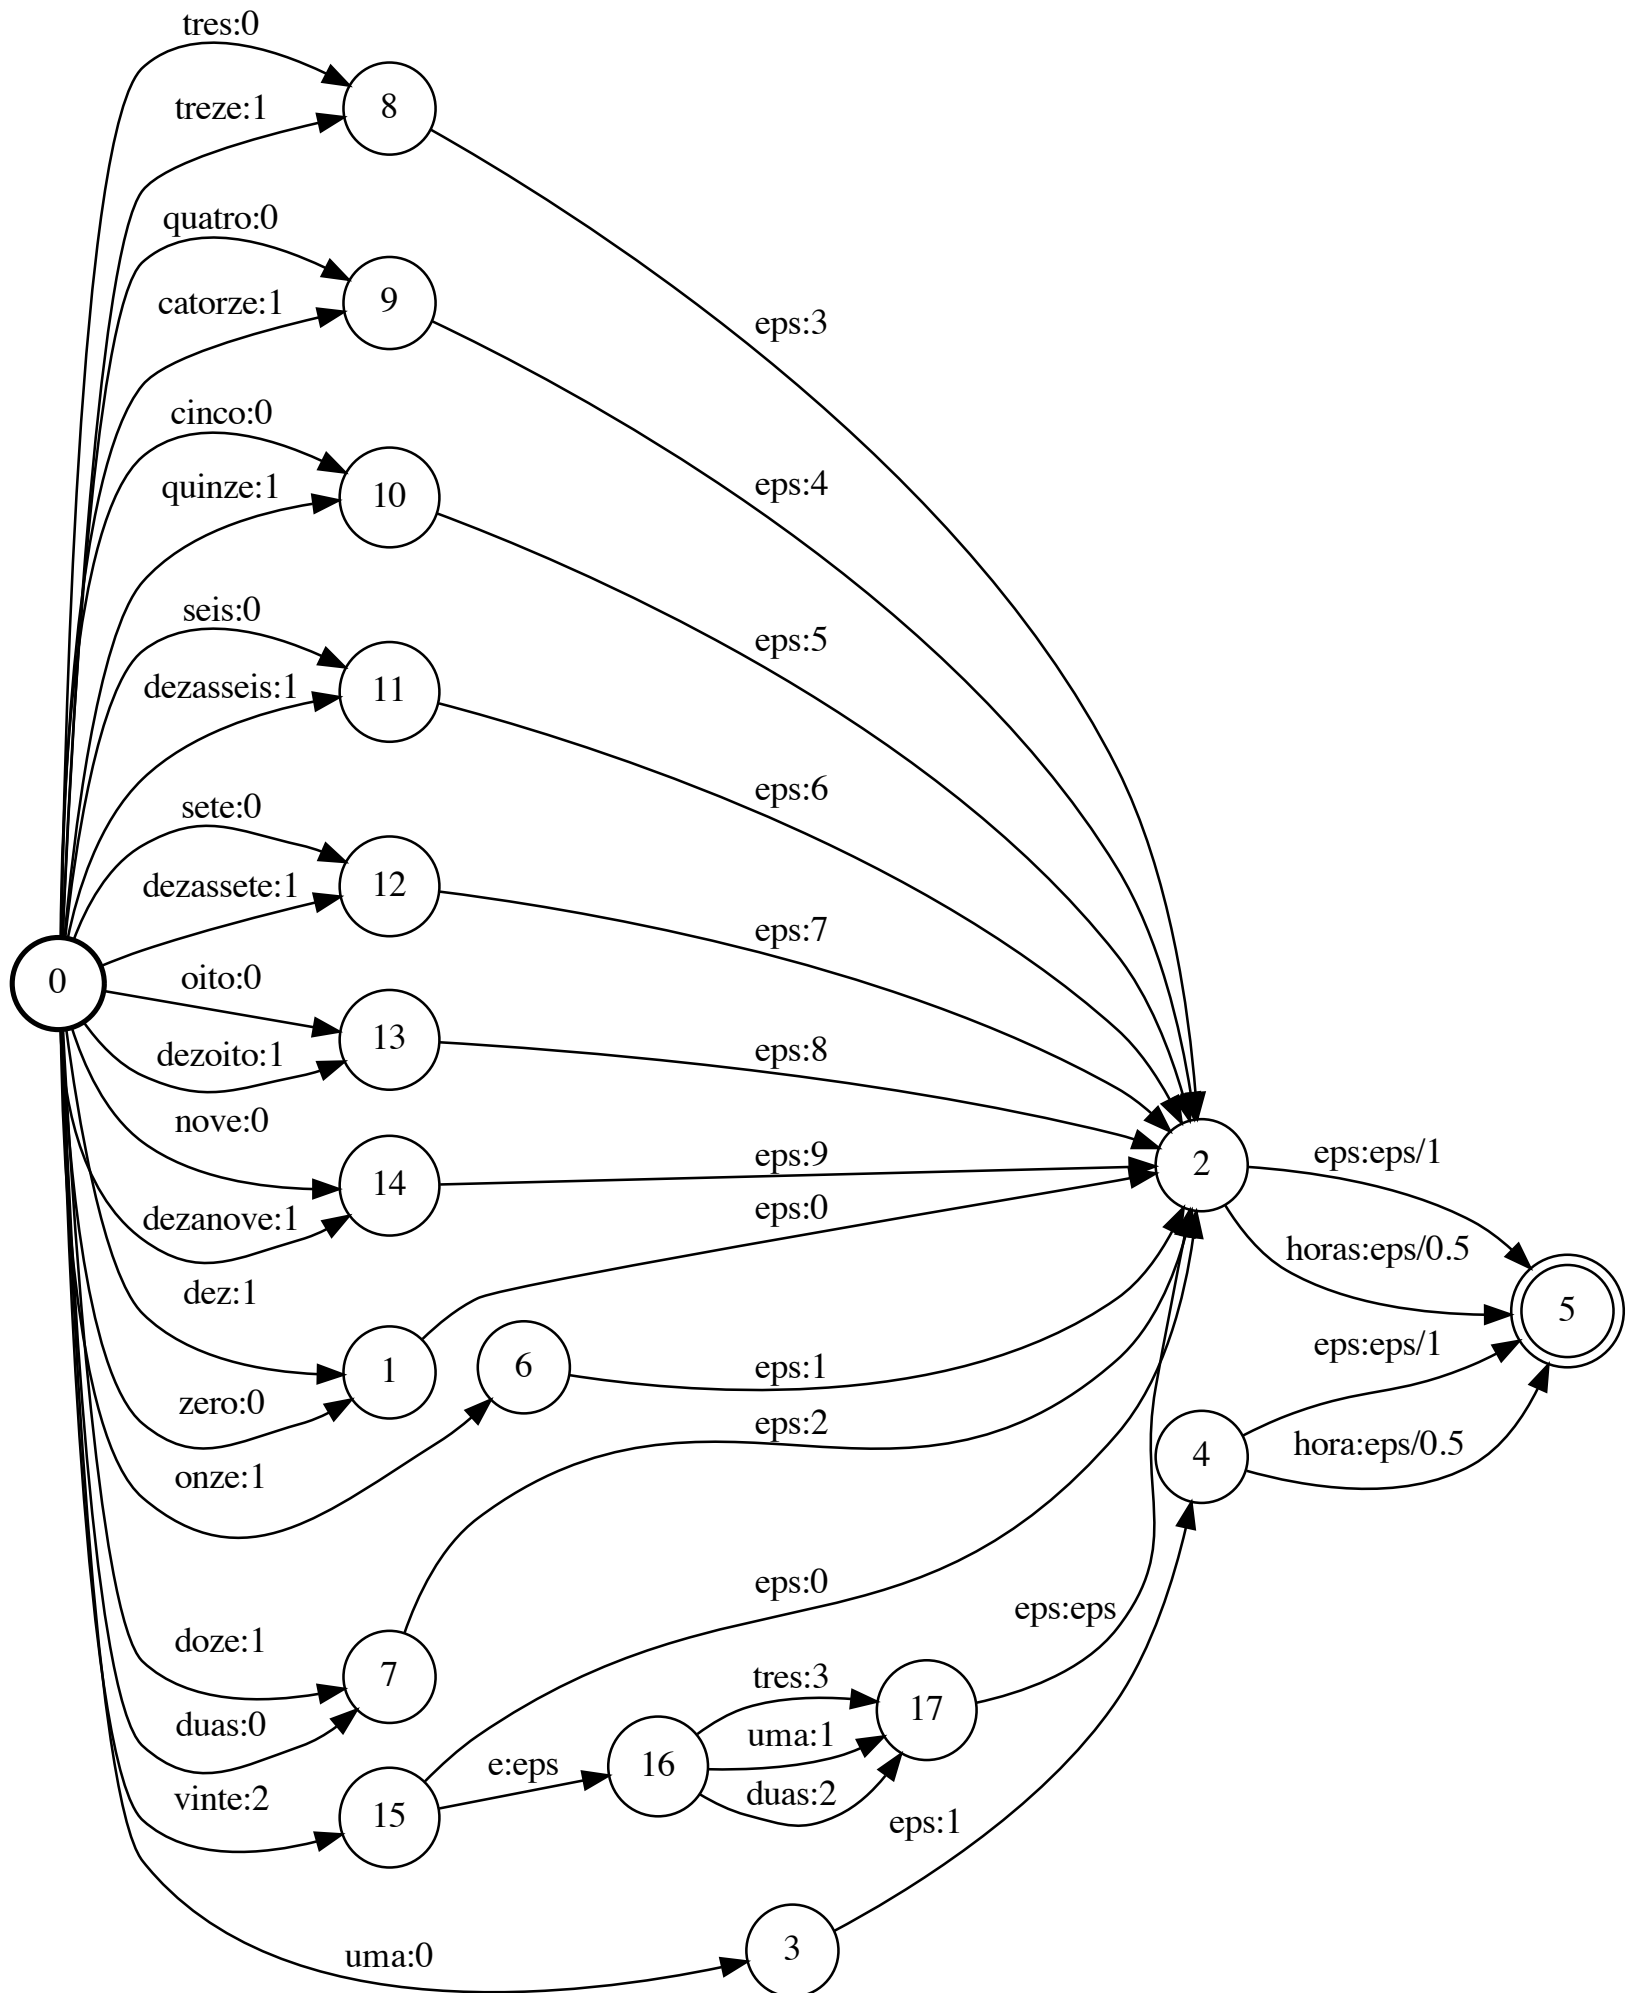 tres:0
8
treze:1
quatro:0
9
catorze:1
eps:3
cinco:0
10
quinze:1
eps:4
seis:0
11
dezasseis:1
eps:5
sete:0
12
dezassete:1
eps:6
0
oito:0
13
dezoito:1
eps:7
nove:0
14
dezanove:1
eps:8
eps:9
eps:0
2
eps:eps/1
horas:eps/0.5
5
dez:1
1
zero:0
6
eps:1
eps:2
onze:1
eps:eps/1
4
hora:eps/0.5
doze:1
7
duas:0
eps:0
eps:eps
vinte:2
15
e:eps
16
tres:3
uma:1
duas:2
17
eps:1
uma:0
3